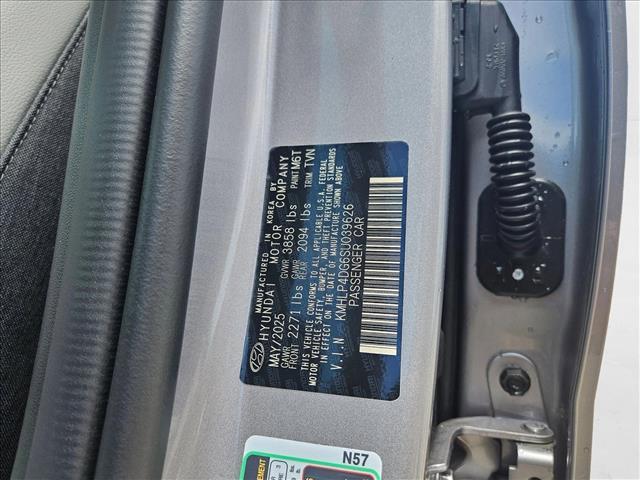 MANUFACTURED IN KOREA BY
HYUNDAI MOTOR COMPANY
MAY/2025 GVWR 3858 lbs PAINT M6T
GAWR FRONT 2271 lbs GAWR REAR 2094 lbs TRIM TVN
THIS VEHICLE CONFORMS TO ALL APPLICABLE U.S.A. FEDERAL
MOTOR VEHICLE SAFETY, BUMPER, AND THEFT PREVENTION STANDARDS
IN EFFECT ON THE DATE OF MANUFACTURE SHOWN ABOVE
V.I.N KMHLP4DG6SU039626
PASSENGER CAR
N57